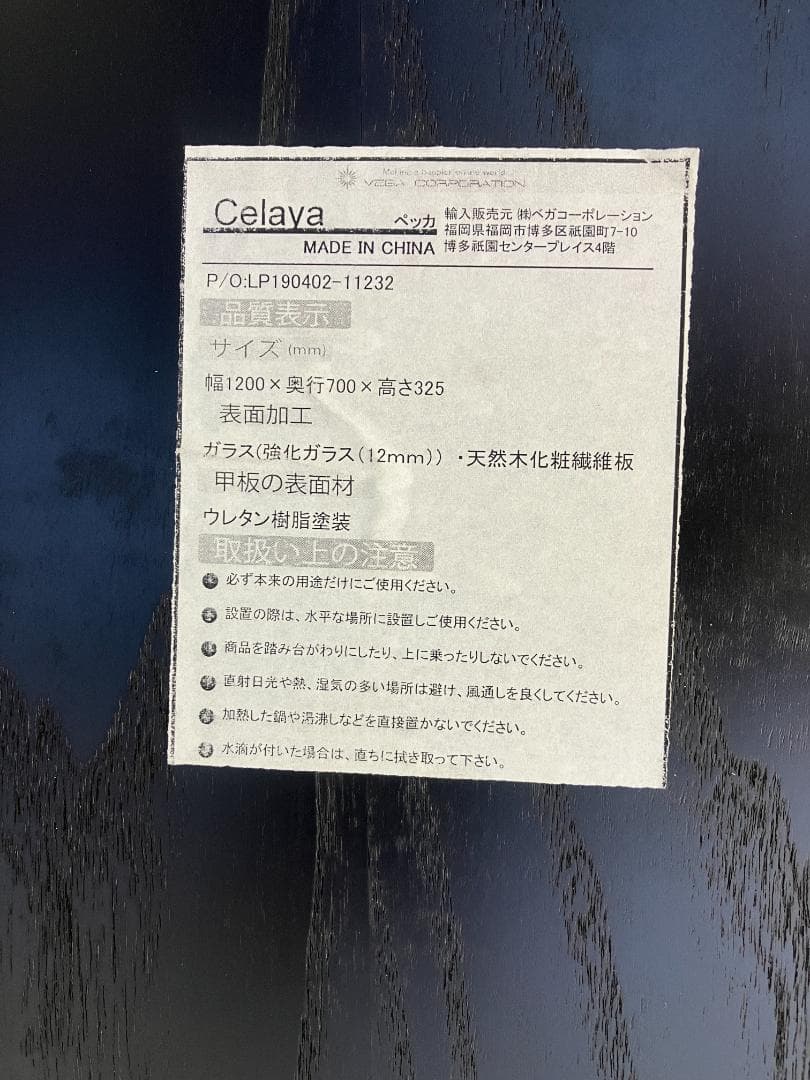 VEGA CORPORATION
Celaya ペッカ
MADE IN CHINA
輸入販売元 ㈱ベガコーポレーション
福岡県福岡市博多区祇園町7-10
博多祇園センタープレイス4階
P/O:LP190402-11232
品質表示
サイズ(mm)
幅1200×奥行700×高さ325
表面加工
ガラス(強化ガラス(12mm)) ・天然木化粧繊維板
甲板の表面材
ウレタン樹脂塗装
取扱い上の注意
●必ず本来の用途だけにご使用ください。
●設置の際は、水平な場所に設置しご使用ください。
●商品を踏み台がわりにしたり、上に乗ったりしないでください。
●直射日光や熱、湿気の多い場所は避け、風通しを良くしてください。
●加熱した鍋や湯沸しなどを直接置かないでください。
●水滴が付いた場合は、直ちに拭き取って下さい。